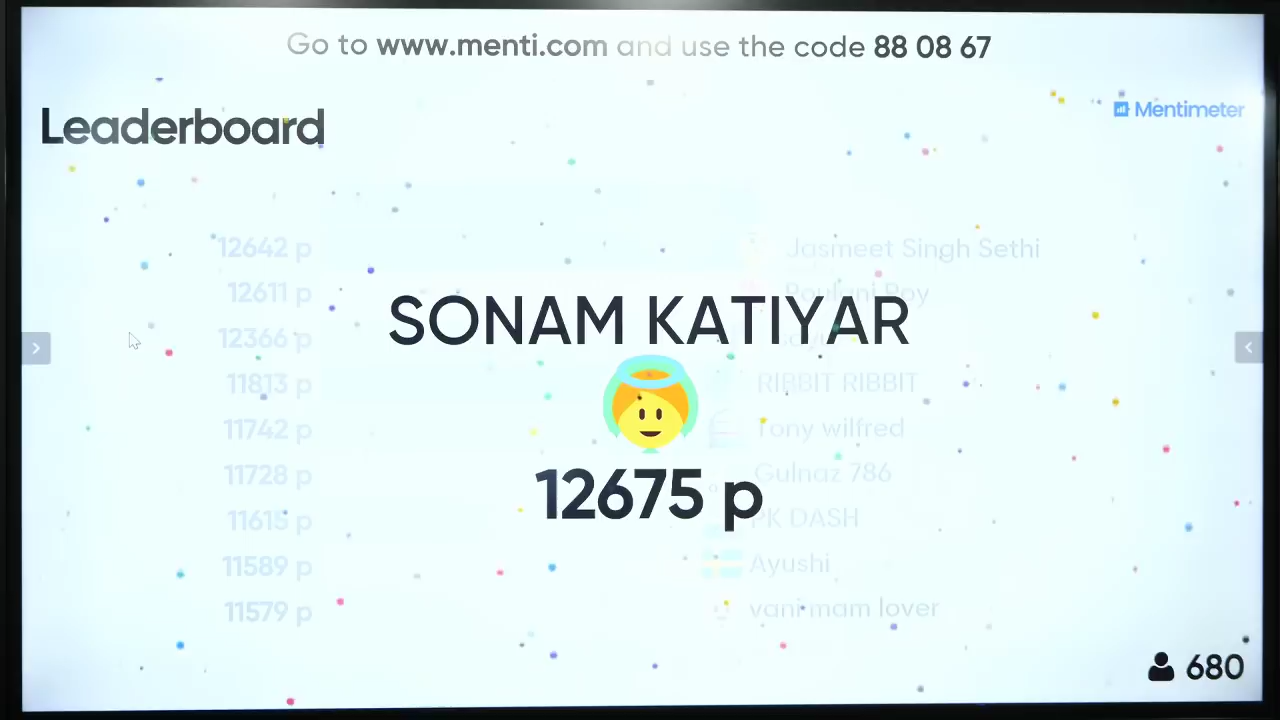 Go to www.menti.com and use the code 88 08 67
Leaderboard
Mentimeter
12642 p Jasmeet Singh Sethi
12611 p Poulani Roy
SONAM KATIYAR
12366 p
11813 p RIBBIT RIBBIT
11742 p Tony wilfred
11728 p Gulnaz 786
12675 p
11615 p PK DASH
11589 p Ayushi
11579 p vani mam lover
680